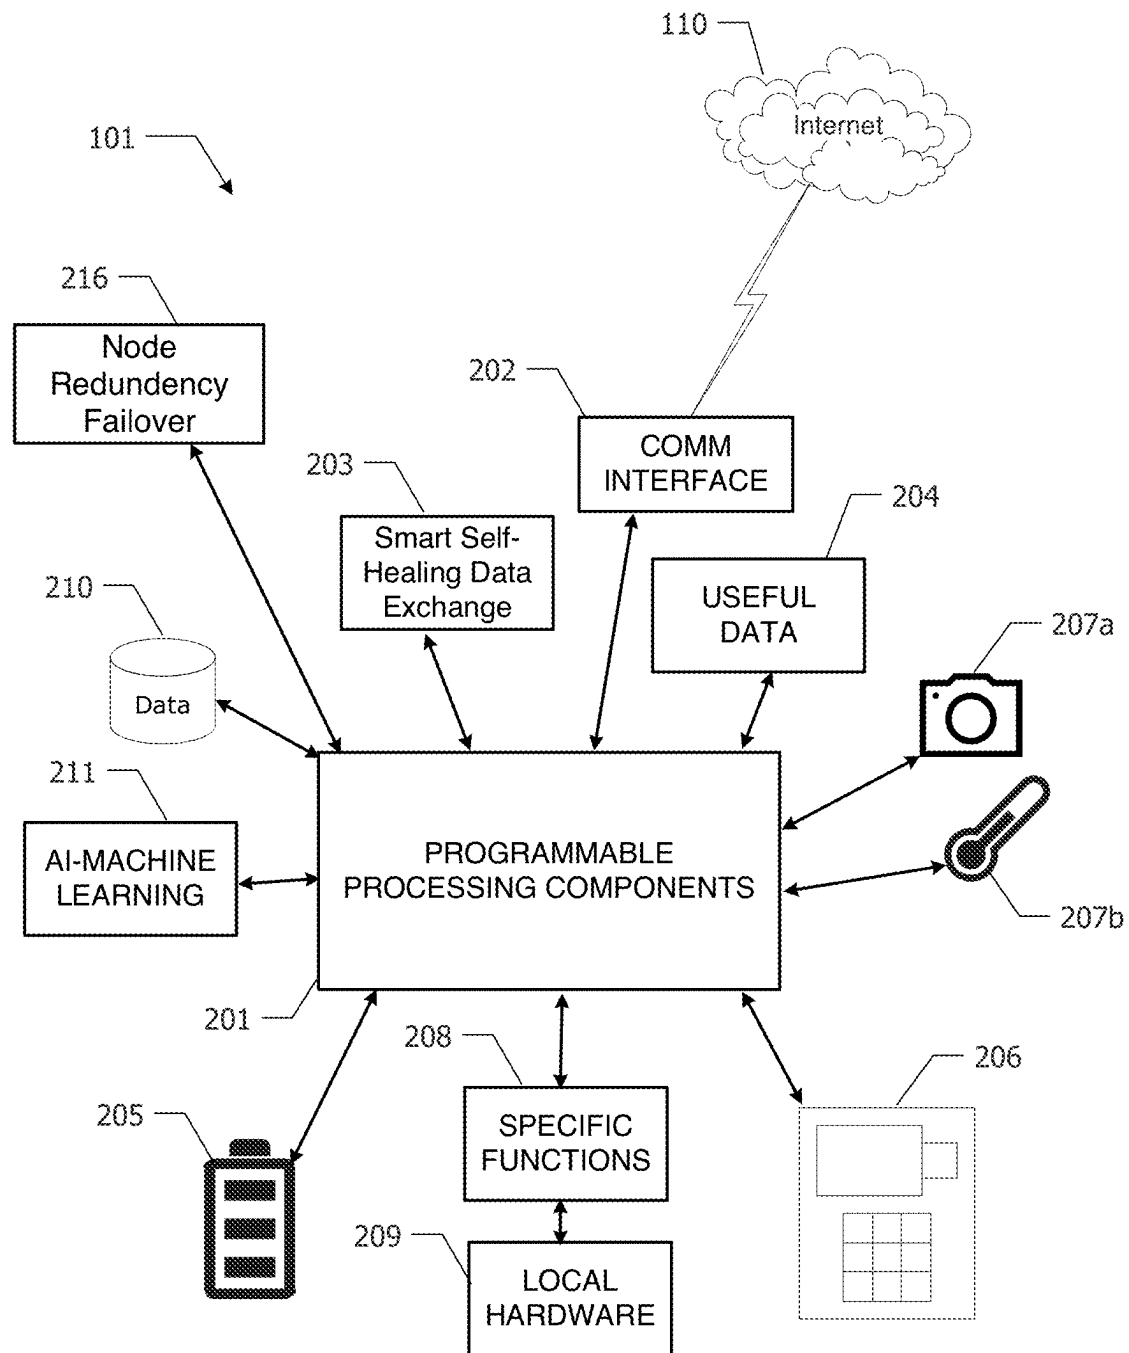 110
Internet
101
216
Node
Redundency
Failover
202
COMM
INTERFACE
203
Smart Self-
Healing Data
Exchange
204
USEFUL
DATA
210
Data
207a
211
AI-MACHINE
LEARNING
PROGRAMMABLE
PROCESSING COMPONENTS
207b
201
208
206
205
SPECIFIC
FUNCTIONS
209
LOCAL
HARDWARE